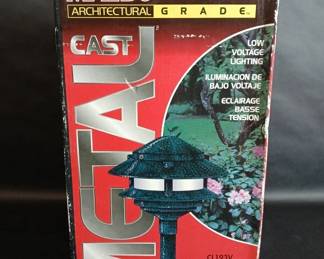 ARCHITECTURAL GRADE
CAST
METAL
LOW
VOLTAGE
LIGHTING
ILUMINACION DE
BAJO VOLTAJE
ECLAIRAGE
BASSE
TENSION